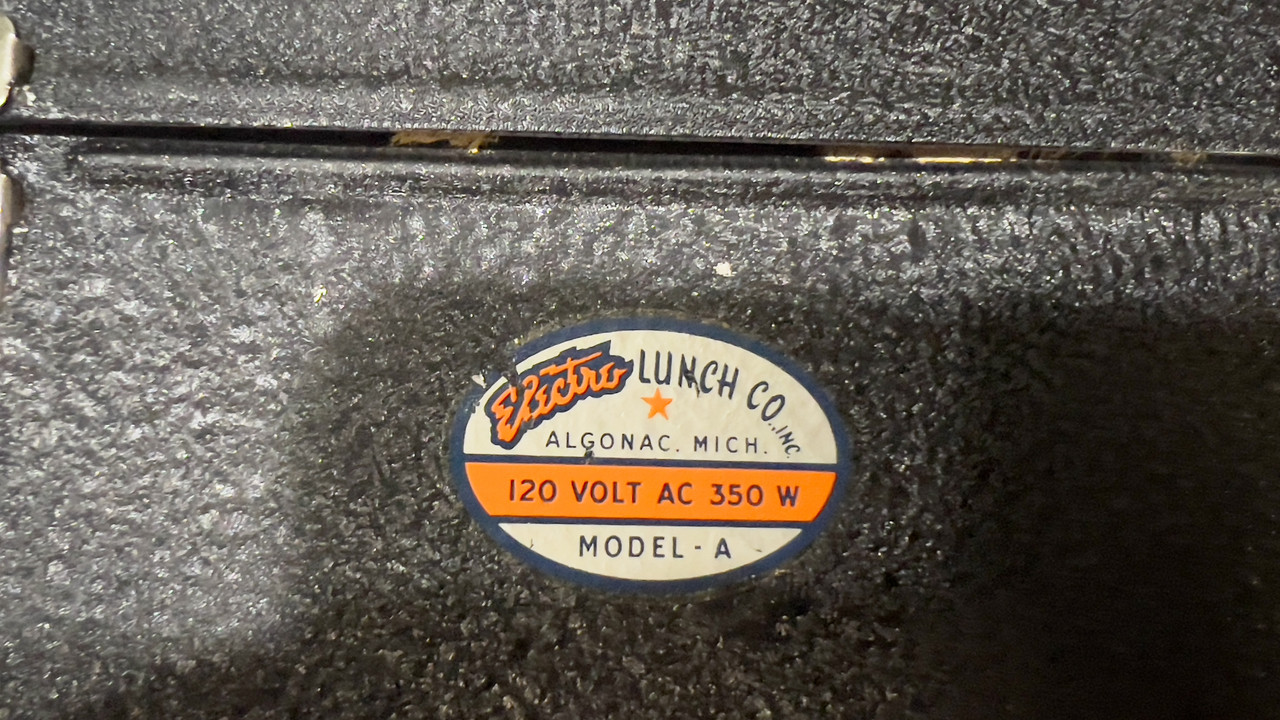 Electro LUNCH CO., INC.
ALGONAC. MICH.
120 VOLT AC 350 W
MODEL - A